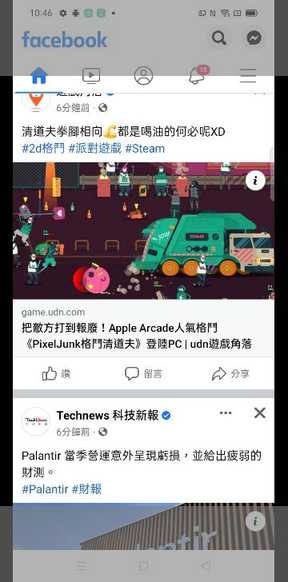 10:46
facebook
18
6分鐘前
清道夫拳腳相向💪都是喝油的何必呢XD
#2d格鬥 #派對遊戲 #Steam
game.udn.com
把敵方打到報廢！Apple Arcade人氣格鬥
《PixelJunk格鬥清道夫》登陸PC | udn遊戲角落
讚 留言 分享
Technews 科技新報
6分鐘前
Palantir 當季營運意外呈現虧損，並給出疲弱的
財測。
#Palantir #財報